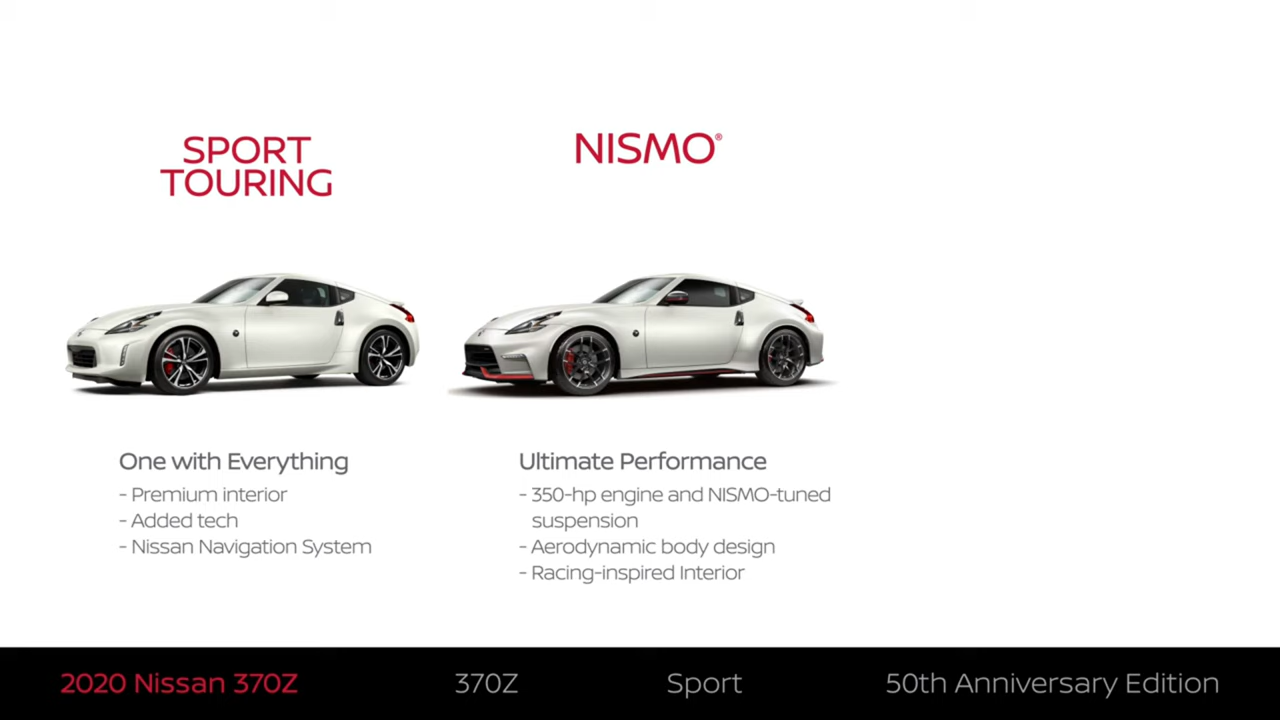 SPORT
TOURING
NISMO®
One with Everything
- Premium interior
- Added tech
- Nissan Navigation System
Ultimate Performance
- 350-hp engine and NISMO-tuned
suspension
- Aerodynamic body design
- Racing-inspired Interior
2020 Nissan 370Z 370Z Sport 50th Anniversary Edition